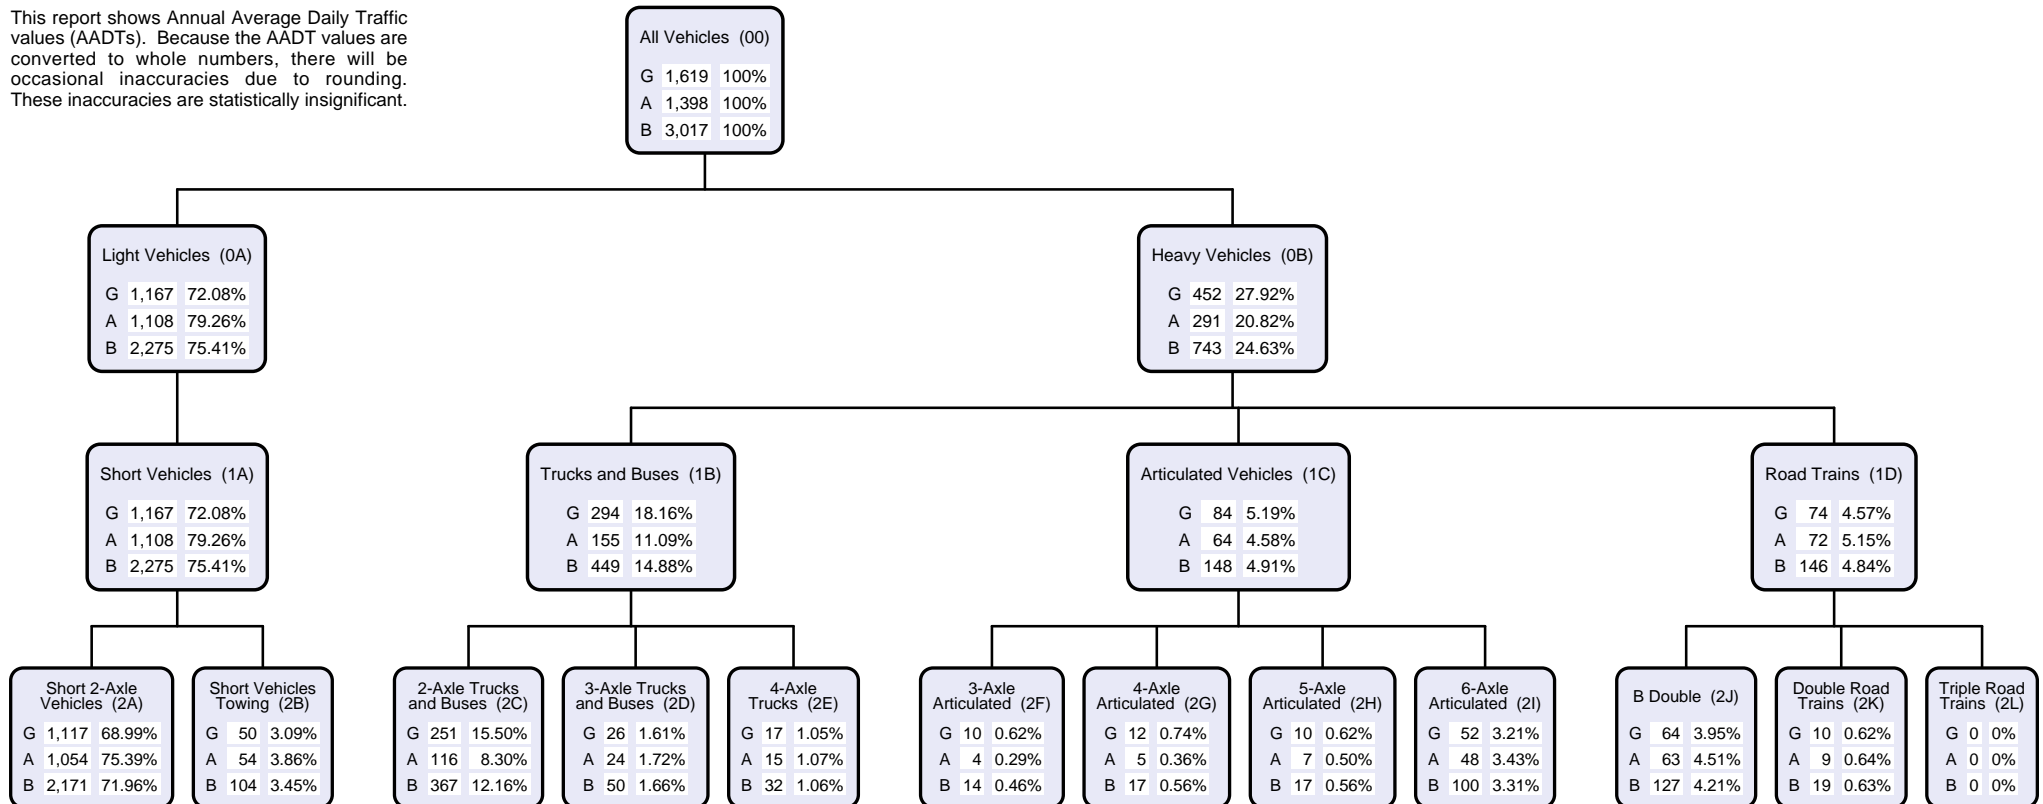 This report shows Annual Average Daily Traffic
values (AADTs).  Because the AADT values are
converted to whole numbers, there will be
occasional inaccuracies due to rounding.
These inaccuracies are statistically insignificant.
All Vehicles (00)
G 1,619 100%
A 1,398 100%
B 3,017 100%
Light Vehicles (0A)
G 1,167 72.08%
A 1,108 79.26%
B 2,275 75.41%
Heavy Vehicles (0B)
G 452 27.92%
A 291 20.82%
B 743 24.63%
Short Vehicles (1A)
G 1,167 72.08%
A 1,108 79.26%
B 2,275 75.41%
Trucks and Buses (1B)
G 294 18.16%
A 155 11.09%
B 449 14.88%
Articulated Vehicles (1C)
G 84 5.19%
A 64 4.58%
B 148 4.91%
Road Trains (1D)
G 74 4.57%
A 72 5.15%
B 146 4.84%
Short 2-Axle
Vehicles (2A)
G 1,117 68.99%
A 1,054 75.39%
B 2,171 71.96%
Short Vehicles
Towing (2B)
G 50 3.09%
A 54 3.86%
B 104 3.45%
2-Axle Trucks
and Buses (2C)
G 251 15.50%
A 116 8.30%
B 367 12.16%
3-Axle Trucks
and Buses (2D)
G 26 1.61%
A 24 1.72%
B 50 1.66%
4-Axle
Trucks (2E)
G 17 1.05%
A 15 1.07%
B 32 1.06%
3-Axle
Articulated (2F)
G 10 0.62%
A 4 0.29%
B 14 0.46%
4-Axle
Articulated (2G)
G 12 0.74%
A 5 0.36%
B 17 0.56%
5-Axle
Articulated (2H)
G 10 0.62%
A 7 0.50%
B 17 0.56%
6-Axle
Articulated (2I)
G 52 3.21%
A 48 3.43%
B 100 3.31%
B Double (2J)
G 64 3.95%
A 63 4.51%
B 127 4.21%
Double Road
Trains (2K)
G 10 0.62%
A 9 0.64%
B 19 0.63%
Triple Road
Trains (2L)
G 0 0%
A 0 0%
B 0 0%